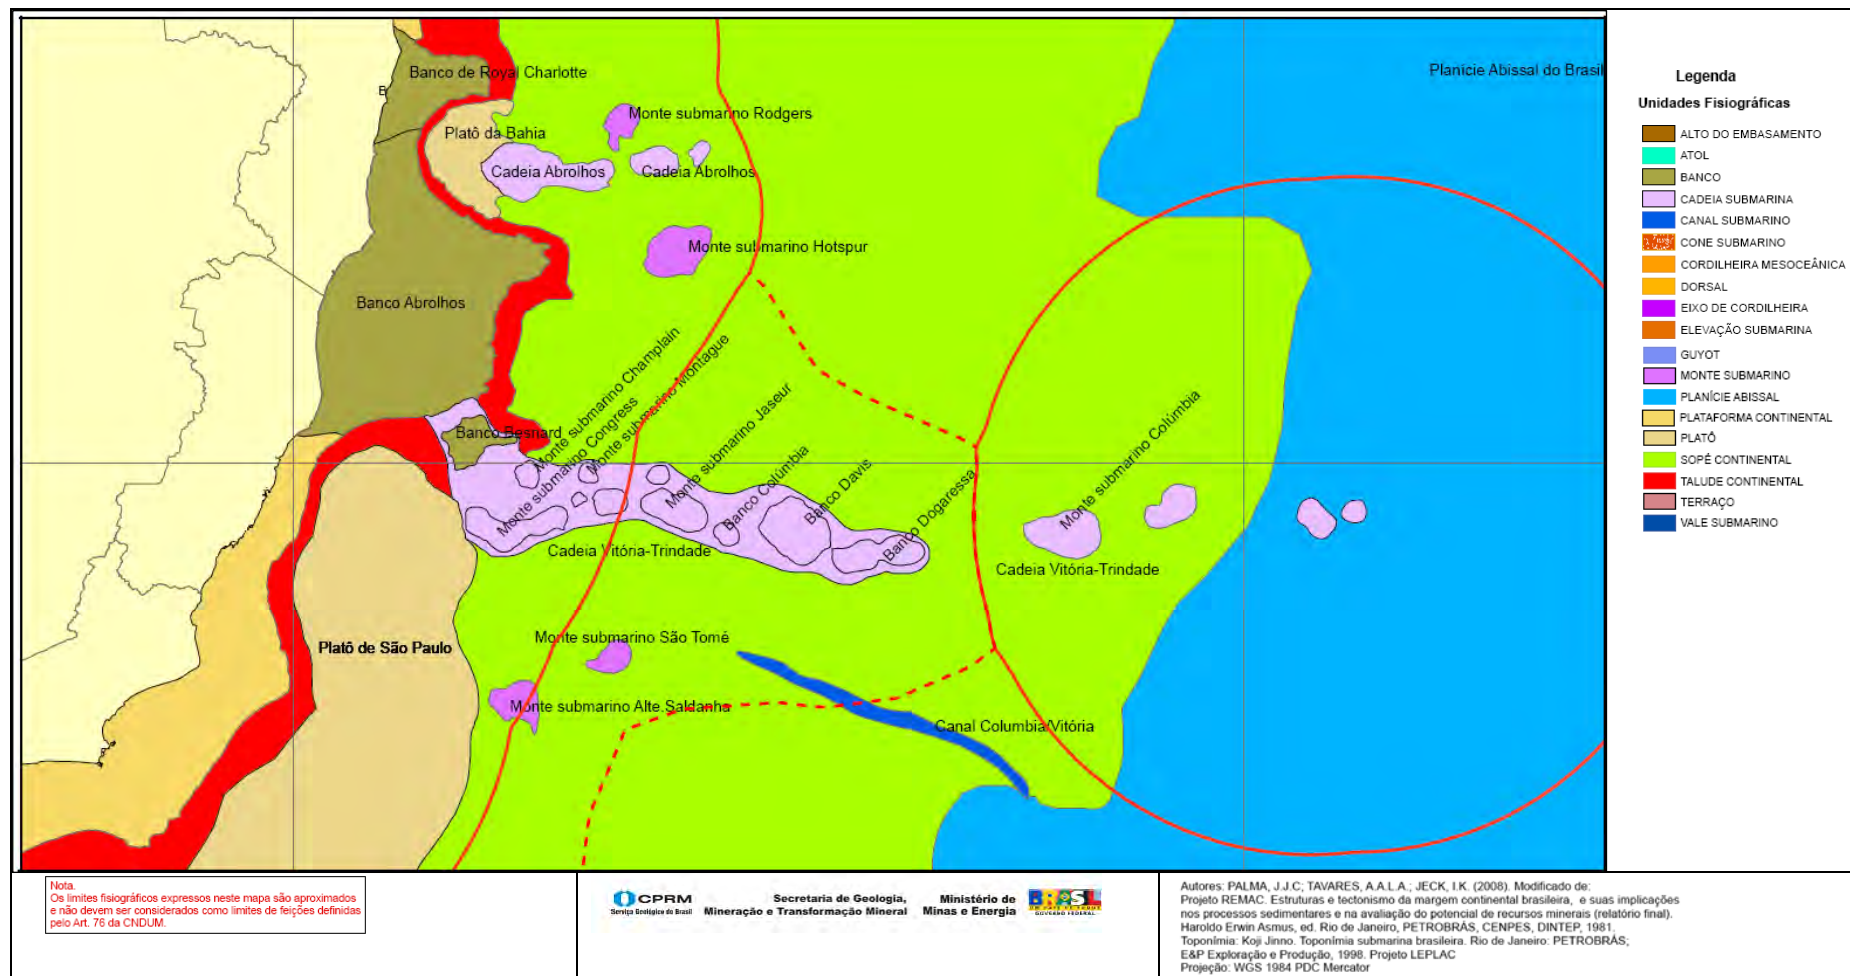 Banco de Royal Charlotte
Planície Abissal do Brasil
Monte submarino Rodgers
Platô da Bahia
Cadeia Abrolhos
Cadeia Abrolhos
Monte submarino Hotspur
Banco Abrolhos
Monte submarino Champlain
Monte submarino Congress
Monte submarino Montague
Monte submarino Jaseur
Banco Besnard
Banco Colúmbia
Banco Davis
Banco Dogaressa
Monte submarino Colúmbia
Cadeia Vitória-Trindade
Cadeia Vitória-Trindade
Monte submarino São Tomé
Platô de São Paulo
Monte submarino Alte.Saldanha
Canal Columbia/Vitória
Legenda
Unidades Fisiográficas
ALTO DO EMBASAMENTO
ATOL
BANCO
CADEIA SUBMARINA
CANAL SUBMARINO
CONE SUBMARINO
CORDILHEIRA MESOCEÂNICA
DORSAL
EIXO DE CORDILHEIRA
ELEVAÇÃO SUBMARINA
GUYOT
MONTE SUBMARINO
PLANÍCIE ABISSAL
PLATAFORMA CONTINENTAL
PLATÔ
SOPÉ CONTINENTAL
TALUDE CONTINENTAL
TERRAÇO
VALE SUBMARINO
Nota.
Os limites fisiográficos expressos neste mapa são aproximados
e não devem ser considerados como limites de feições definidas
pelo Art. 76 da CNDUM.
CPRM
Serviço Geológico do Brasil
Secretaria de Geologia,
Mineração e Transformação Mineral
Ministério de
Minas e Energia
BRASIL
UM PAÍS DE TODOS
GOVERNO FEDERAL
Autores: PALMA, J.J.C; TAVARES, A.A.L.A.; JECK, I.K. (2008). Modificado de:
Projeto REMAC. Estruturas e tectonismo da margem continental brasileira, e suas implicações
nos processos sedimentares e na avaliação do potencial de recursos minerais (relatório final).
Haroldo Erwin Asmus, ed. Rio de Janeiro, PETROBRÁS, CENPES, DINTEP, 1981.
Toponímia: Koji Jinno. Toponímia submarina brasileira. Rio de Janeiro: PETROBRÁS;
E&P Exploração e Produção, 1998. Projeto LEPLAC
Projeção: WGS 1984 PDC Mercator